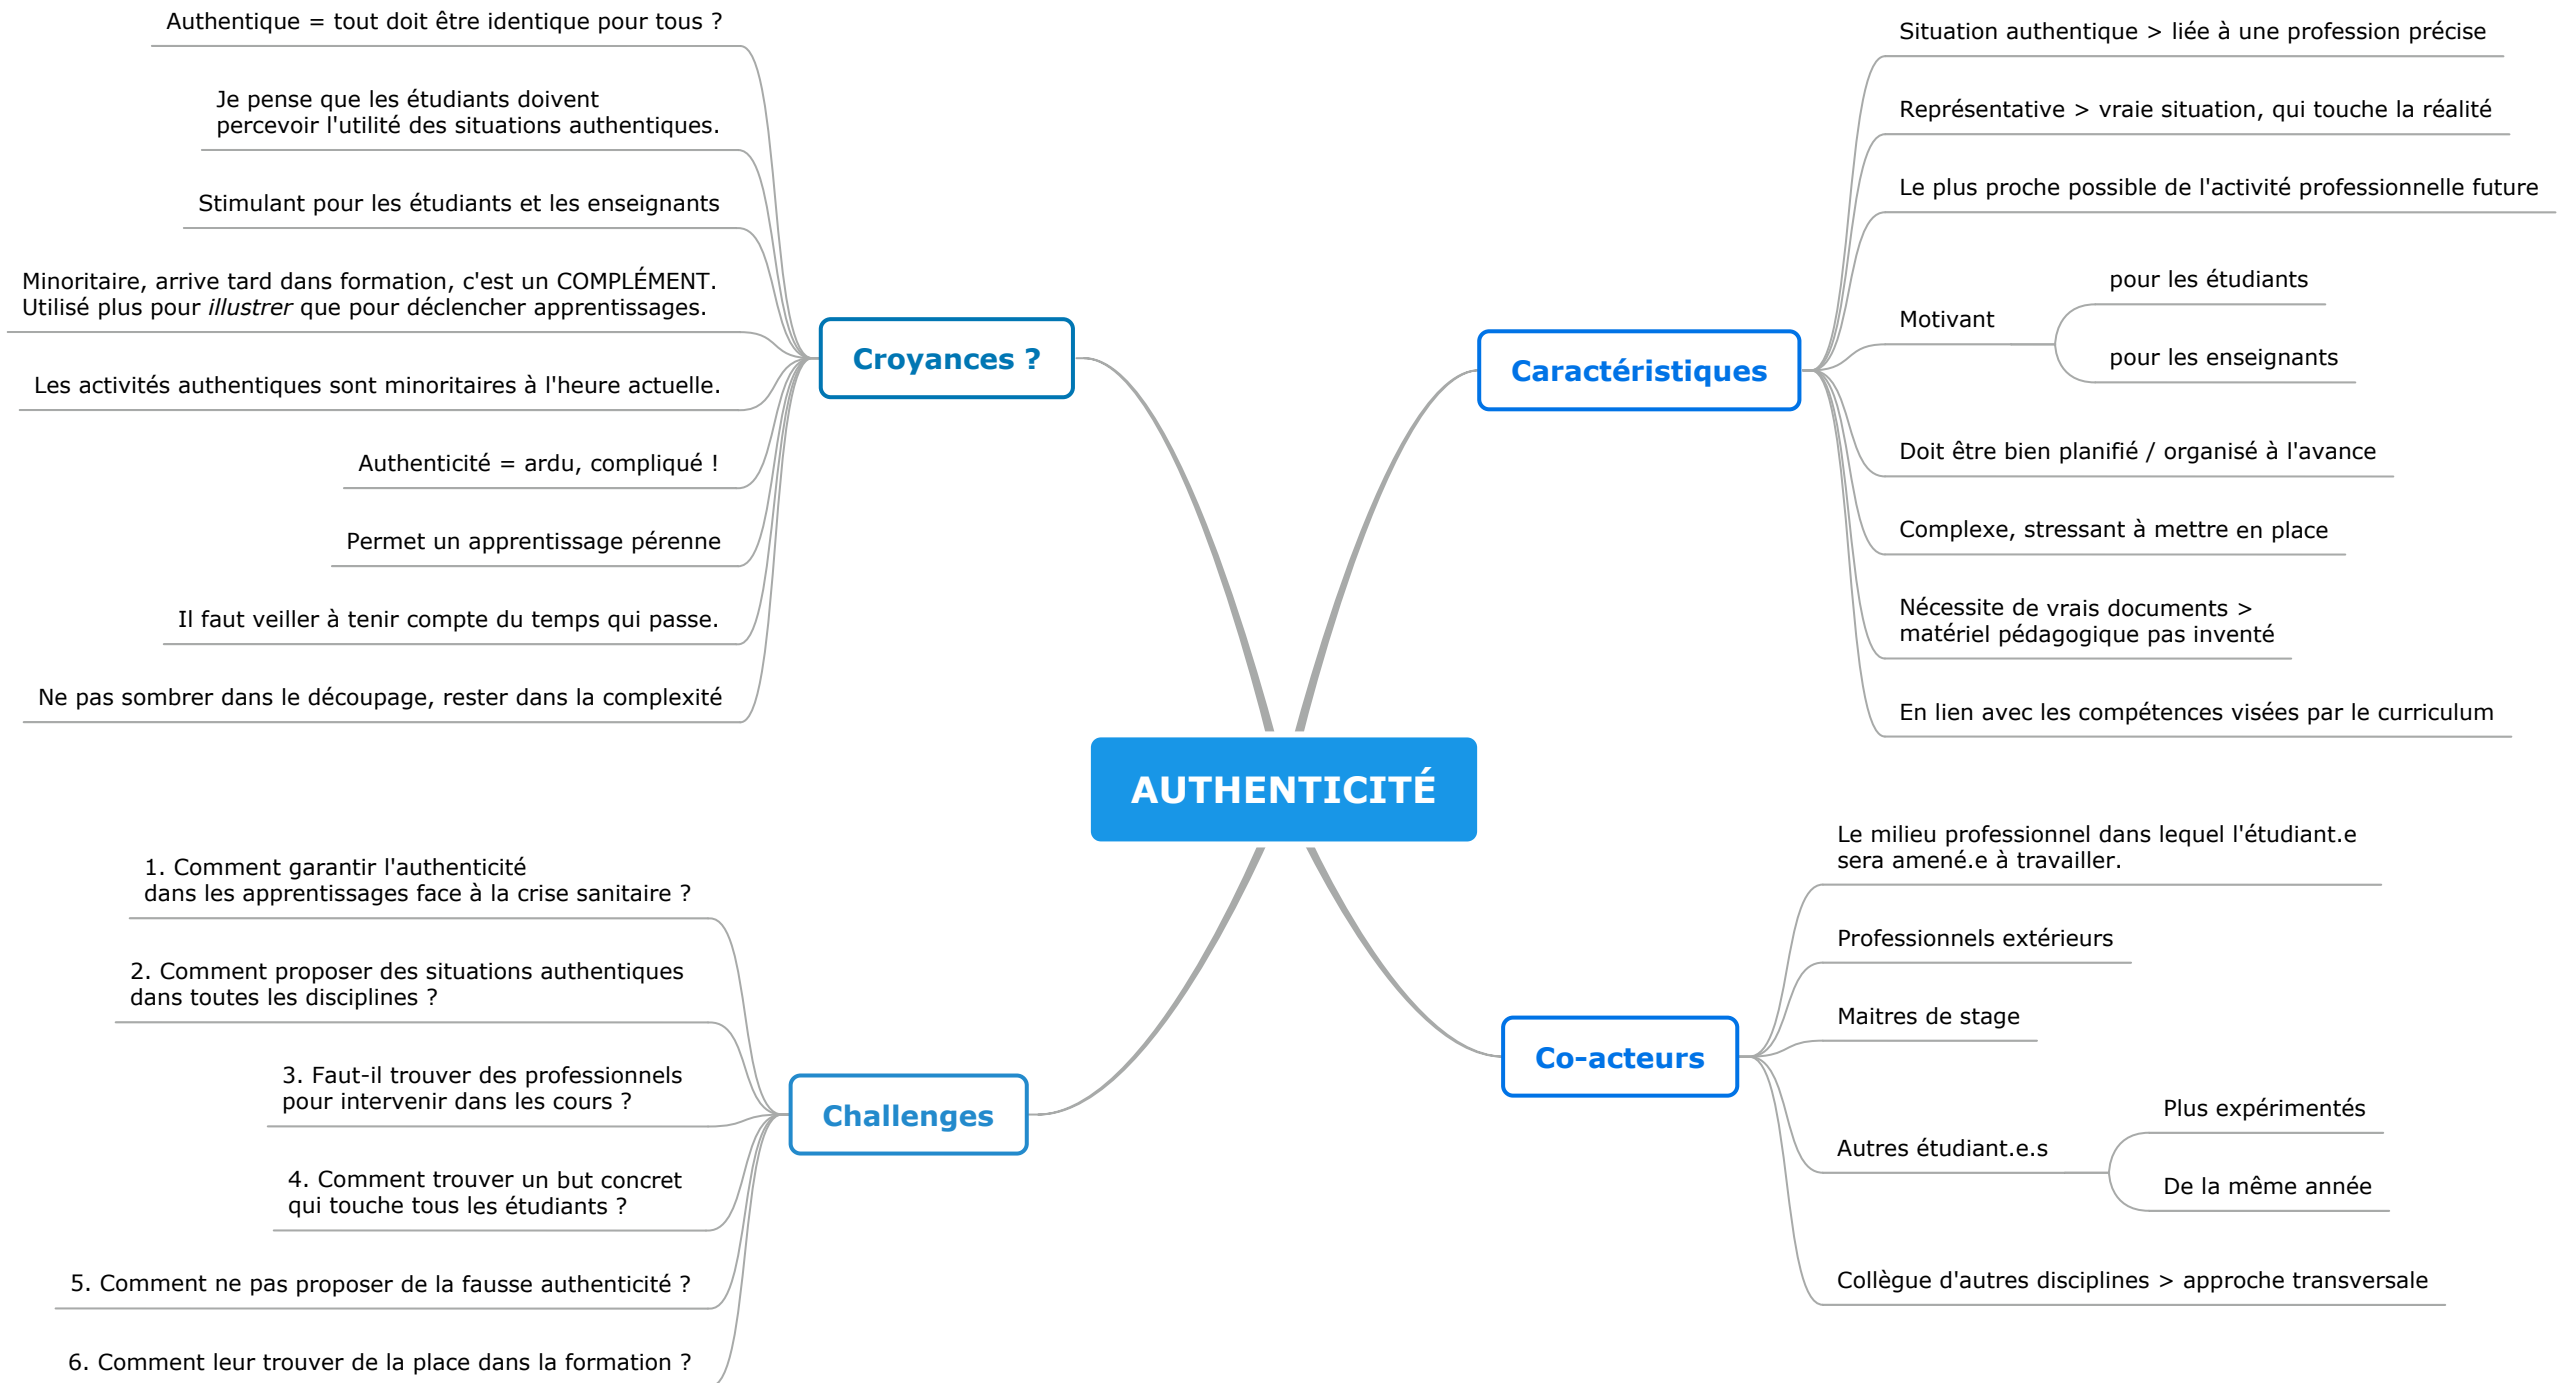 Authentique = tout doit être identique pour tous ?
Je pense que les étudiants doivent
percevoir l'utilité des situations authentiques.
Stimulant pour les étudiants et les enseignants
Minoritaire, arrive tard dans formation, c'est un COMPLÉMENT.
Utilisé plus pour illustrer que pour déclencher apprentissages.
Les activités authentiques sont minoritaires à l'heure actuelle.
Authenticité = ardu, compliqué !
Permet un apprentissage pérenne
Il faut veiller à tenir compte du temps qui passe.
Ne pas sombrer dans le découpage, rester dans la complexité
Croyances ?
Caractéristiques
Situation authentique > liée à une profession précise
Représentative > vraie situation, qui touche la réalité
Le plus proche possible de l'activité professionnelle future
Motivant
pour les étudiants
pour les enseignants
Doit être bien planifié / organisé à l'avance
Complexe, stressant à mettre en place
Nécessite de vrais documents >
matériel pédagogique pas inventé
En lien avec les compétences visées par le curriculum
AUTHENTICITÉ
1. Comment garantir l'authenticité
dans les apprentissages face à la crise sanitaire ?
2. Comment proposer des situations authentiques
dans toutes les disciplines ?
3. Faut-il trouver des professionnels
pour intervenir dans les cours ?
4. Comment trouver un but concret
qui touche tous les étudiants ?
5. Comment ne pas proposer de la fausse authenticité ?
6. Comment leur trouver de la place dans la formation ?
Challenges
Co-acteurs
Le milieu professionnel dans lequel l'étudiant.e
sera amené.e à travailler.
Professionnels extérieurs
Maitres de stage
Autres étudiant.e.s
Plus expérimentés
De la même année
Collègue d'autres disciplines > approche transversale